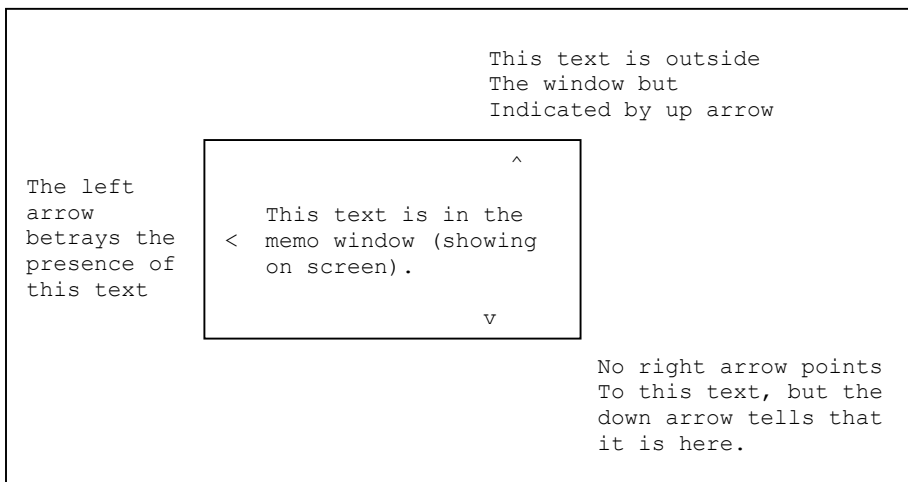 This text is outside
The window but
Indicated by up arrow
^
The left
arrow
betrays the
presence of
this text
<
This text is in the
memo window (showing
on screen).
v
No right arrow points
To this text, but the
down arrow tells that
it is here.